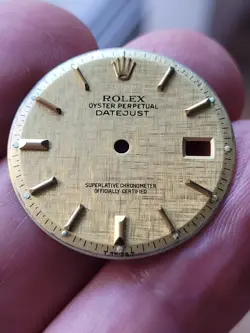 ROLEX
OYSTER PERPETUAL
DATEJUST
SUPERLATIVE CHRONOMETER
OFFICIALLY CERTIFIED